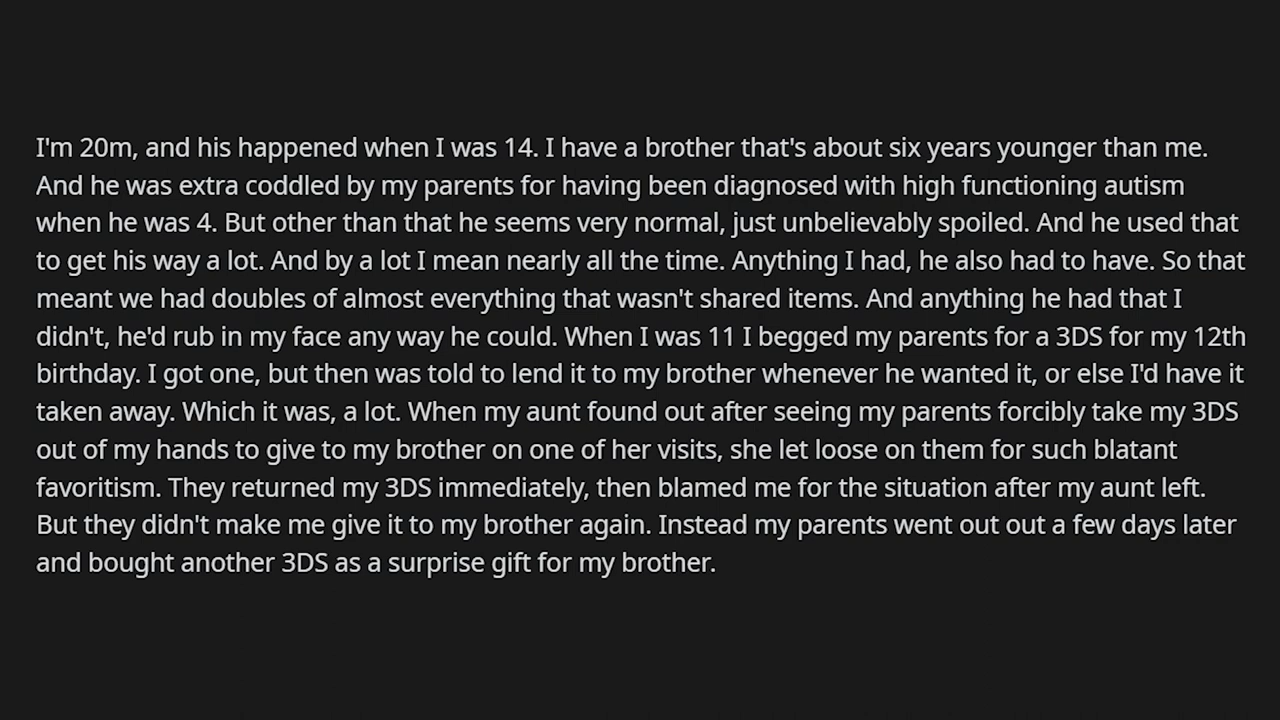 I'm 20m, and his happened when I was 14. I have a brother that's about six years younger than me.
And he was extra coddled by my parents for having been diagnosed with high functioning autism
when he was 4. But other than that he seems very normal, just unbelievably spoiled. And he used that
to get his way a lot. And by a lot I mean nearly all the time. Anything I had, he also had to have. So that
meant we had doubles of almost everything that wasn't shared items. And anything he had that I
didn't, he'd rub in my face any way he could. When I was 11 I begged my parents for a 3DS for my 12th
birthday. I got one, but then was told to lend it to my brother whenever he wanted it, or else I'd have it
taken away. Which it was, a lot. When my aunt found out after seeing my parents forcibly take my 3DS
out of my hands to give to my brother on one of her visits, she let loose on them for such blatant
favoritism. They returned my 3DS immediately, then blamed me for the situation after my aunt left.
But they didn't make me give it to my brother again. Instead my parents went out out a few days later
and bought another 3DS as a surprise gift for my brother.